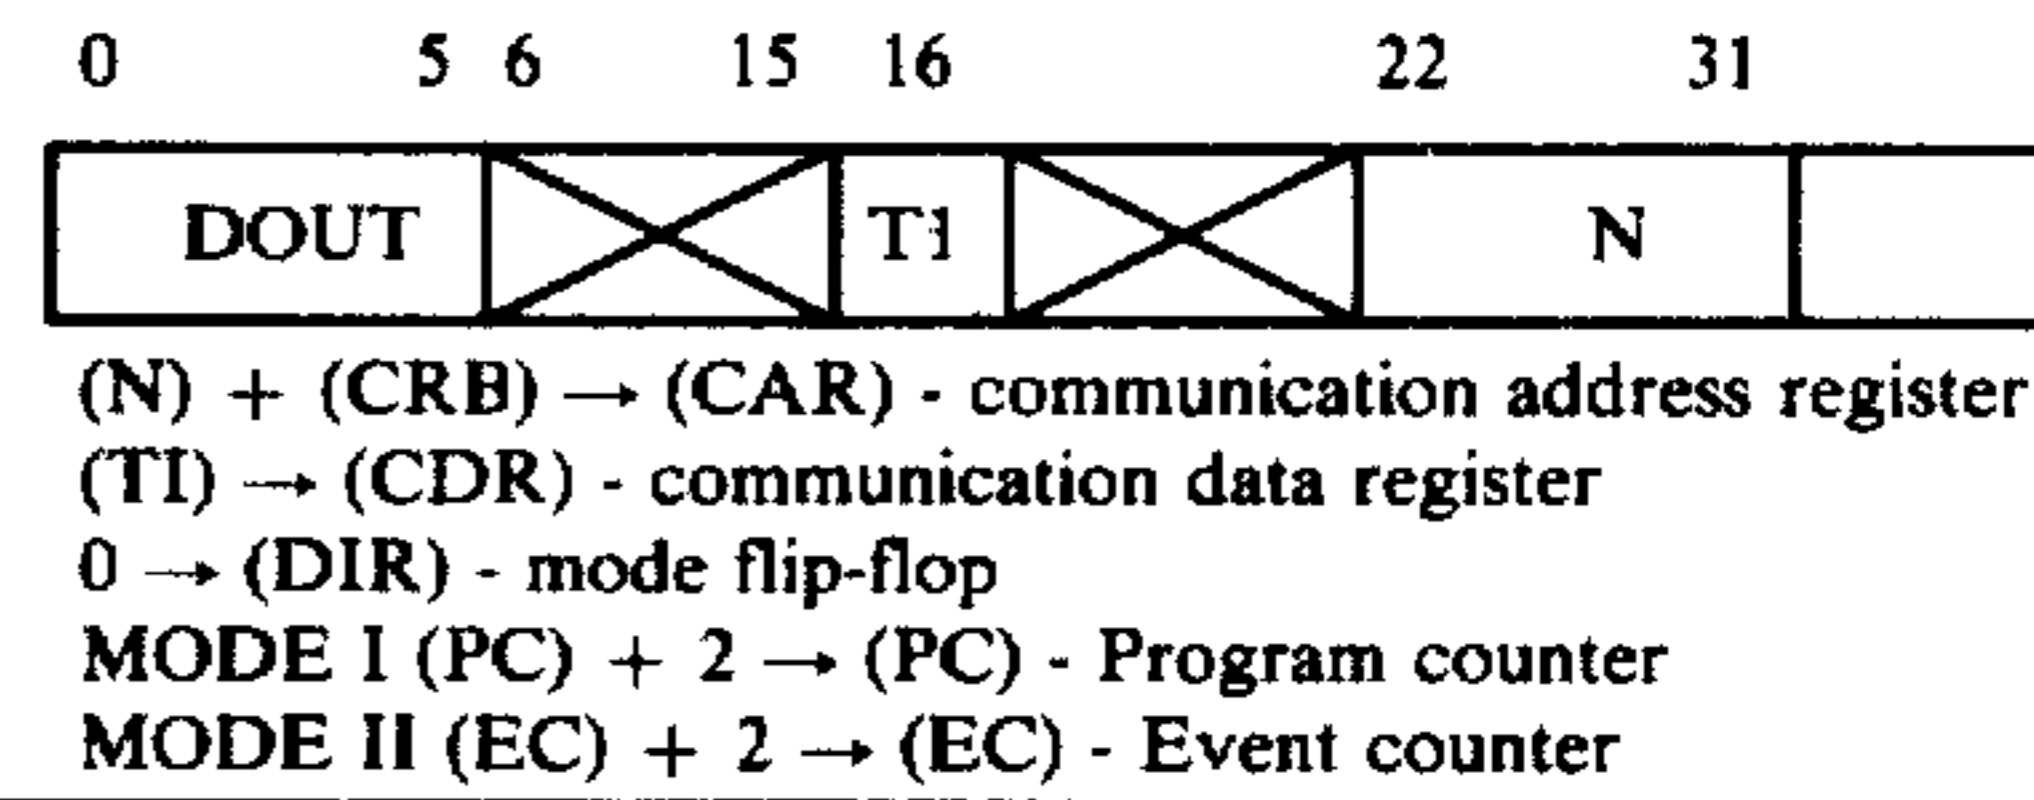 0 5 6 15 16 22 31
DOUT TI N
(N) + (CRB) → (CAR) - communication address register
(TI) → (CDR) - communication data register
0 → (DIR) - mode flip-flop
MODE I (PC) + 2 → (PC) - Program counter
MODE II (EC) + 2 → (EC) - Event counter